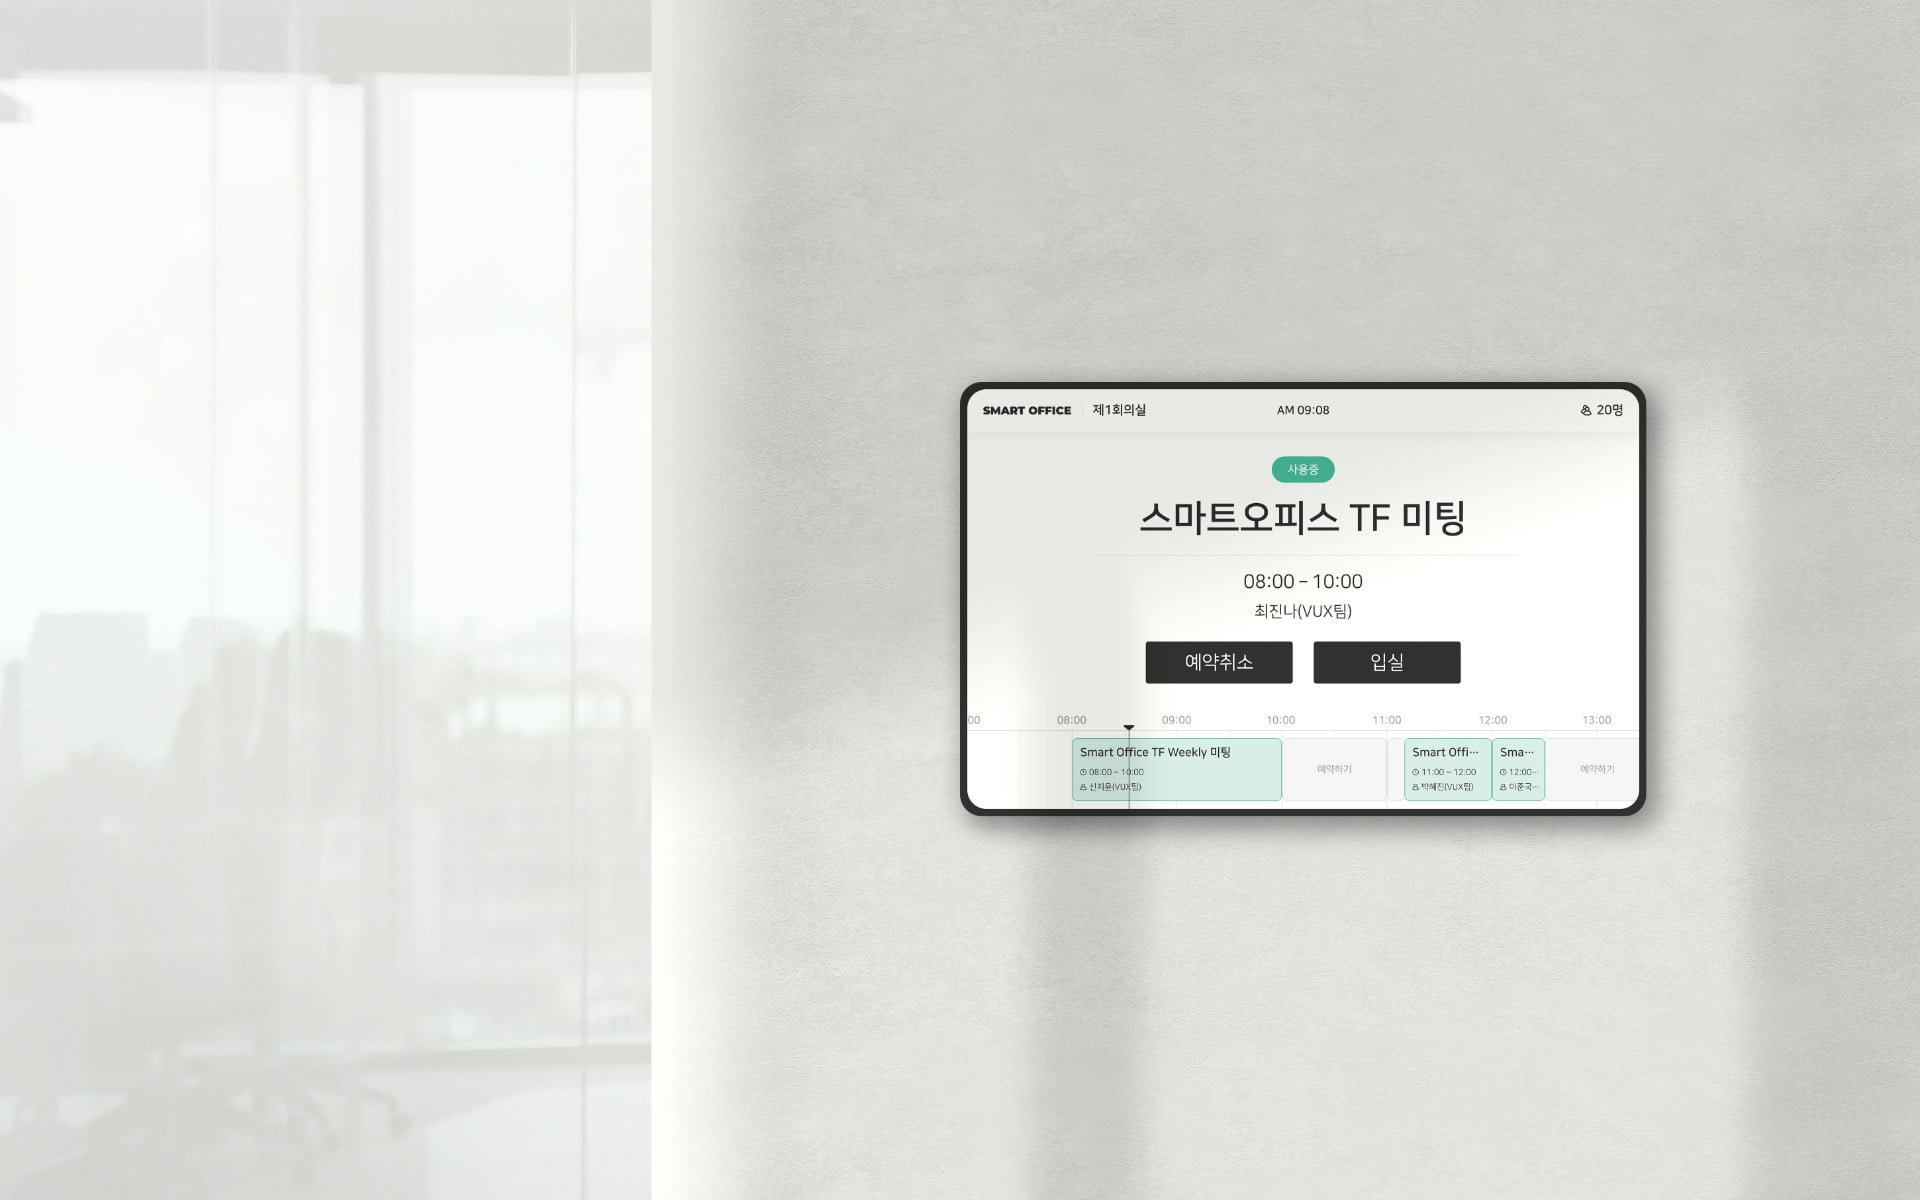 SMART OFFICE 제1회의실 AM 09:08 20명
사용중
스마트오피스 TF 미팅
08:00 – 10:00
최진나(VUX팀)
예약취소 입실
00 08:00 09:00 10:00 11:00 12:00 13:00
Smart Office TF Weekly 미팅
08:00 ~ 10:00
신지윤(VUX팀)
예약하기
Smart Offi···
11:00 ~ 12:00
박혜진(VUX팀)
Sma···
12:00···
이준국···
예약하기